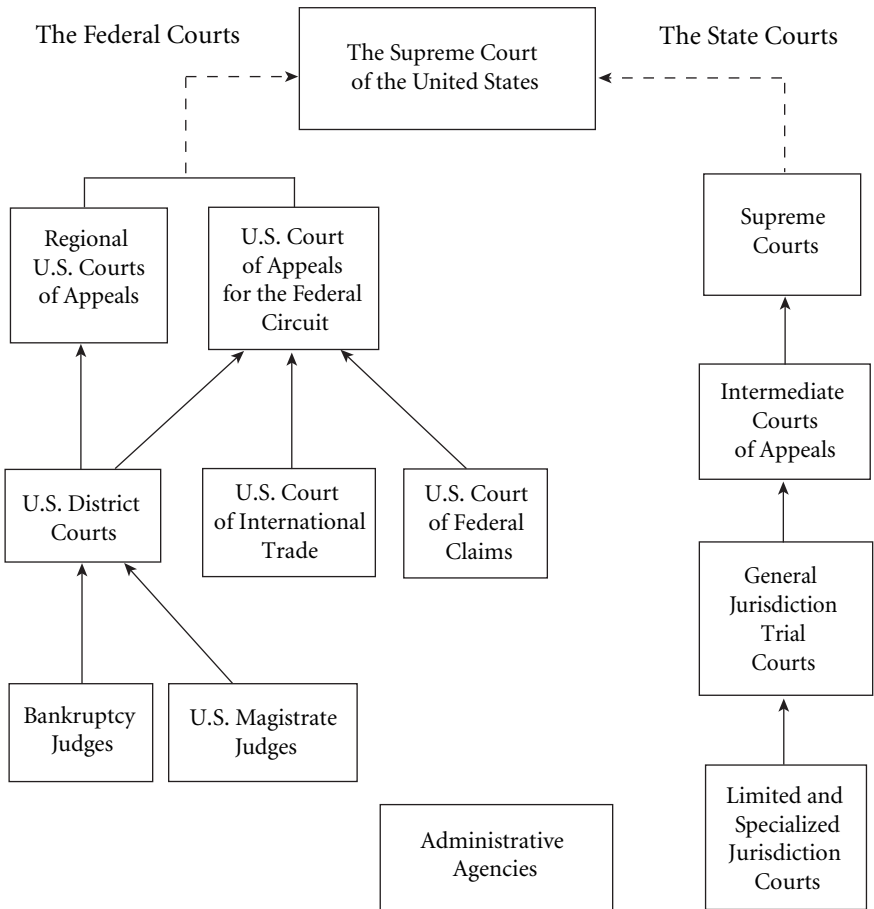 The Federal Courts
The Supreme Court
of the United States
The State Courts
Regional
U.S. Courts
of Appeals
U.S. Court
of Appeals
for the Federal
Circuit
Supreme
Courts
Intermediate
Courts
of Appeals
U.S. District
Courts
U.S. Court
of International
Trade
U.S. Court
of Federal
Claims
General
Jurisdiction
Trial
Courts
Bankruptcy
Judges
U.S. Magistrate
Judges
Limited and
Specialized
Jurisdiction
Courts
Administrative
Agencies